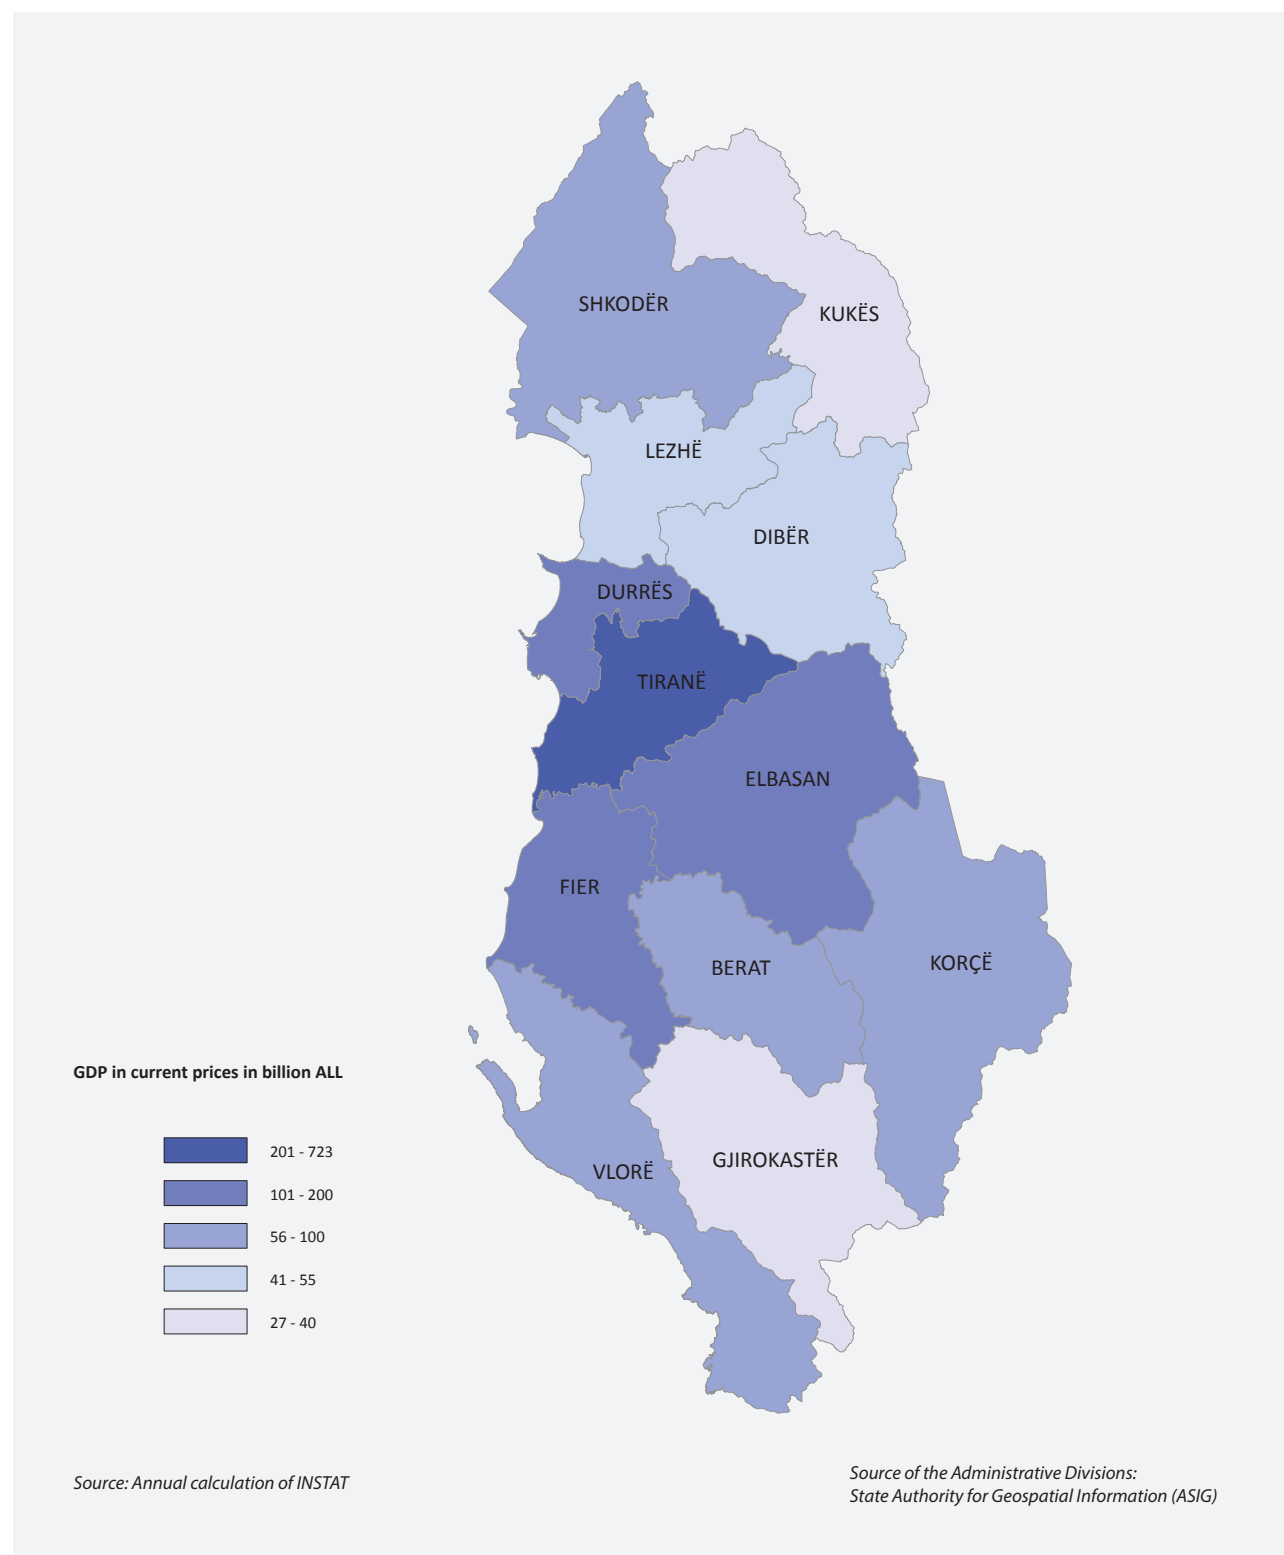 SHKODËR
KUKËS
LEZHË
DIBËR
DURRËS
TIRANË
ELBASAN
FIER
BERAT
KORÇË
VLORË
GJIROKASTËR
GDP in current prices in billion ALL
201 - 723
101 - 200
56 - 100
41 - 55
27 - 40
Source: Annual calculation of INSTAT
Source of the Administrative Divisions:
State Authority for Geospatial Information (ASIG)